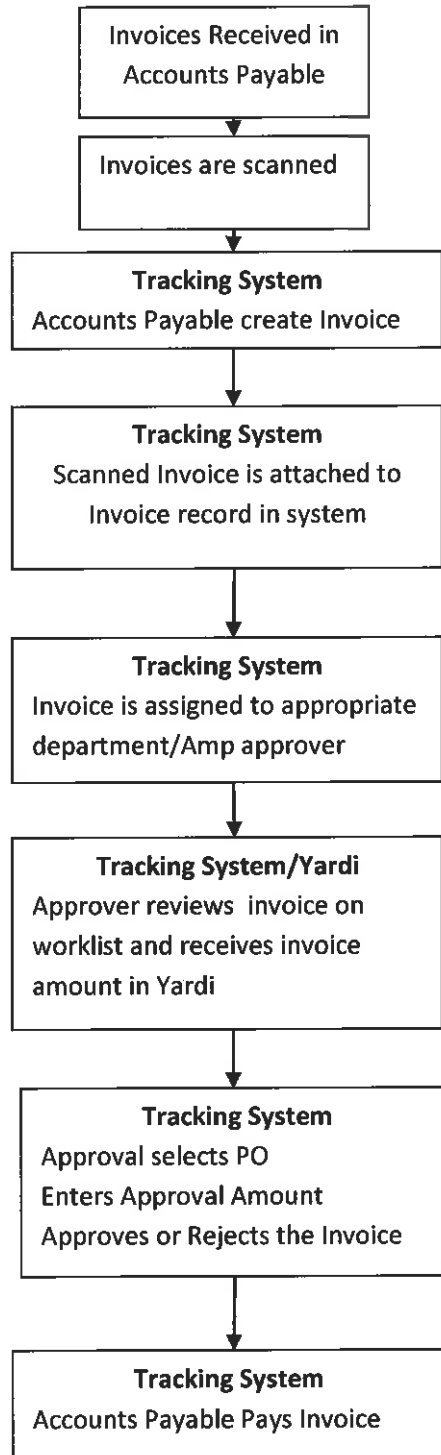 Invoices Received in
Accounts Payable
Invoices are scanned
Tracking System
Accounts Payable create Invoice
Tracking System
Scanned Invoice is attached to
Invoice record in system
Tracking System
Invoice is assigned to appropriate
department/Amp approver
Tracking System/Yardi
Approver reviews invoice on
worklist and receives invoice
amount in Yardi
Tracking System
Approval selects PO
Enters Approval Amount
Approves or Rejects the Invoice
Tracking System
Accounts Payable Pays Invoice